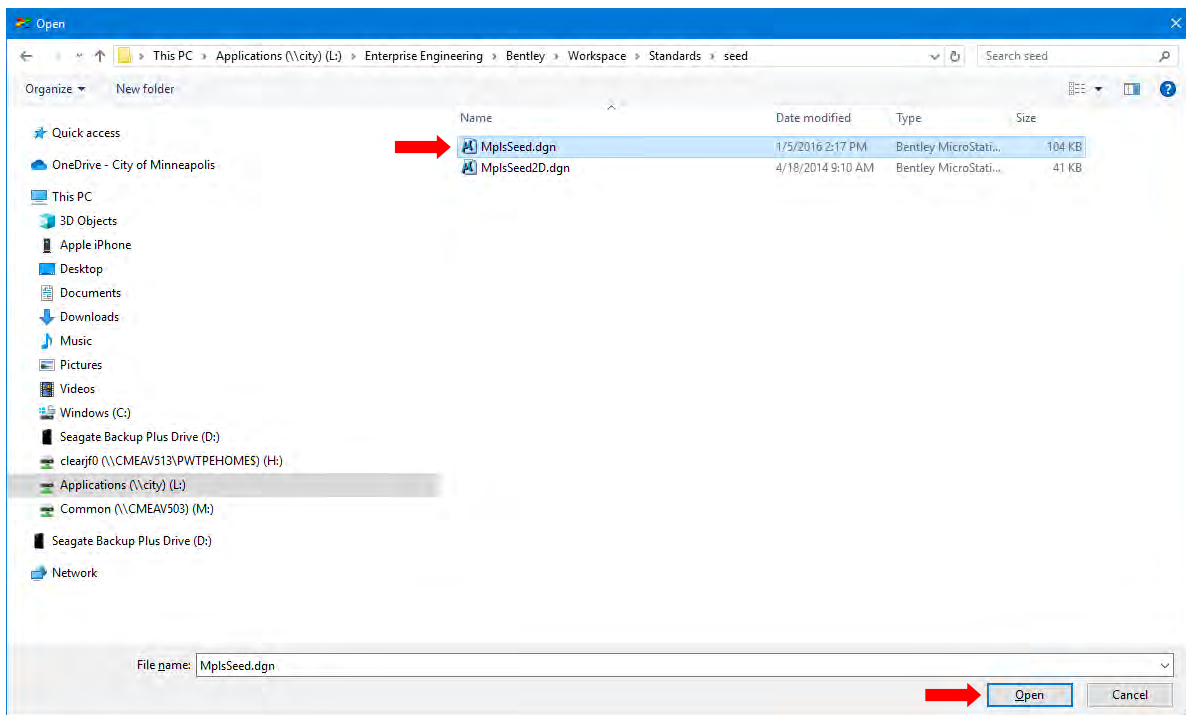 Open
This PC › Applications (\\city) (L:) › Enterprise Engineering › Bentley › Workspace › Standards › seed
Search seed
Organize
New folder
Name Date modified Type Size
MplsSeed.dgn 1/5/2016 2:17 PM Bentley MicroStati... 104 KB
MplsSeed2D.dgn 4/18/2014 9:10 AM Bentley MicroStati... 41 KB
Quick access
OneDrive - City of Minneapolis
This PC
3D Objects
Apple iPhone
Desktop
Documents
Downloads
Music
Pictures
Videos
Windows (C:)
Seagate Backup Plus Drive (D:)
clearjf0 (\\CMEAV513\PWTPEHOME$) (H:)
Applications (\\city) (L:)
Common (\\CMEAV503) (M:)
Seagate Backup Plus Drive (D:)
Network
File name: MplsSeed.dgn
Open Cancel